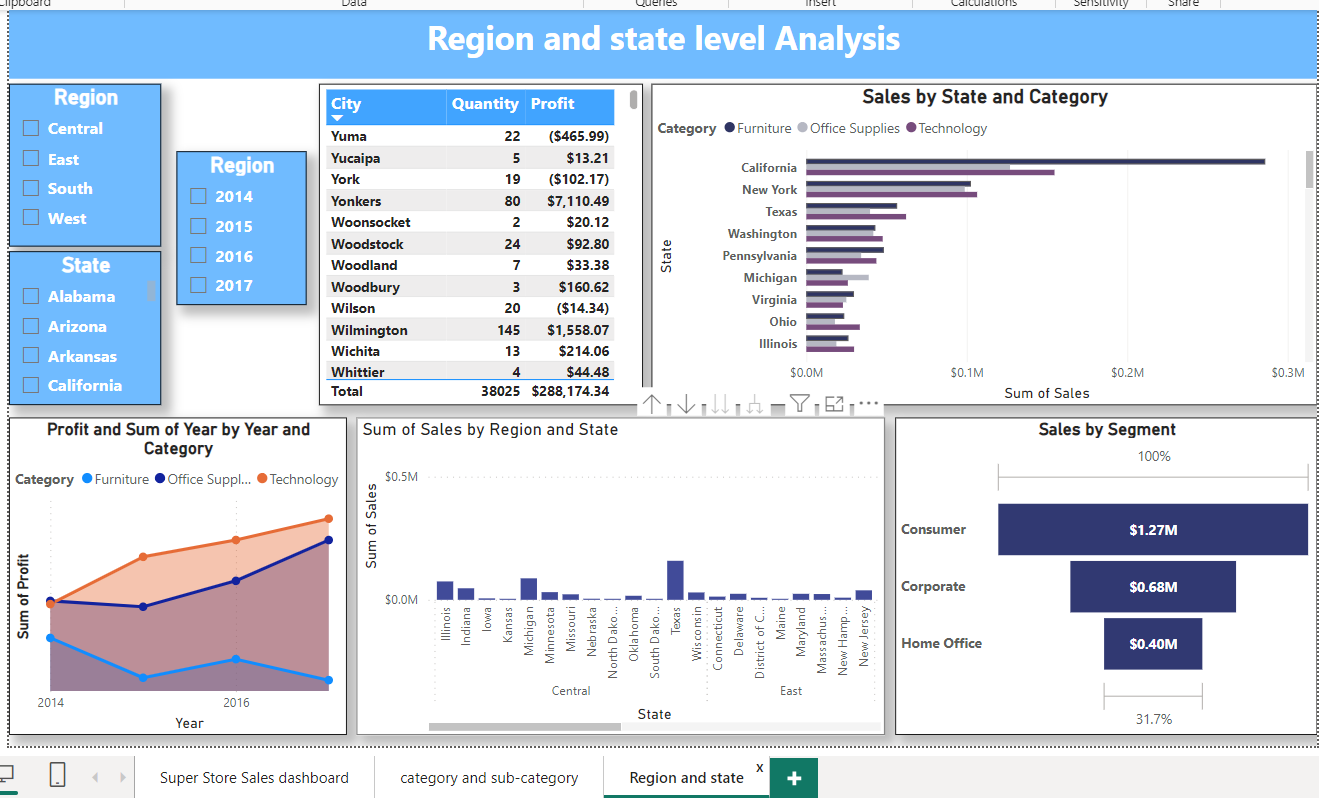 Clipboard
Data
Queries
Insert
Calculations
Sensitivity
Share
Region and state level Analysis
Region
Central
East
South
West
State
Alabama
Arizona
Arkansas
California
Region
2014
2015
2016
2017
City Quantity Profit
Yuma 22 ($465.99)
Yucaipa 5 $13.21
York 19 ($102.17)
Yonkers 80 $7,110.49
Woonsocket 2 $20.12
Woodstock 24 $92.80
Woodland 7 $33.38
Woodbury 3 $160.62
Wilson 20 ($14.34)
Wilmington 145 $1,558.07
Wichita 13 $214.06
Whittier 4 $44.48
Total 38025 $288,174.34
Sales by State and Category
Category Furniture Office Supplies Technology
State
California
New York
Texas
Washington
Pennsylvania
Michigan
Virginia
Ohio
Illinois
$0.0M $0.1M $0.2M $0.3M
Sum of Sales
Profit and Sum of Year by Year and
Category
Category Furniture Office Suppl... Technology
Sum of Profit
2014 2016
Year
Sum of Sales by Region and State
Sum of Sales
$0.5M
$0.0M
Illinois
Indiana
Iowa
Kansas
Michigan
Minnesota
Missouri
Nebraska
North Dako...
Oklahoma
South Dako...
Texas
Wisconsin
Connecticut
Delaware
District of C...
Maine
Maryland
Massachus...
New Hamp...
New Jersey
Central East
State
Sales by Segment
100%
Consumer $1.27M
Corporate $0.68M
Home Office $0.40M
31.7%
Super Store Sales dashboard
category and sub-category
Region and state x
+